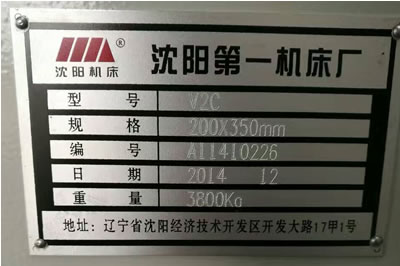 ® 沈阳第一机床厂
沈阳机床
型 号 V2C
规 格 200X350mm
编 号 A11410226
日 期 2014 12
重 量 3800Kg
地址：辽宁省沈阳经济技术开发区开发大路17甲1号